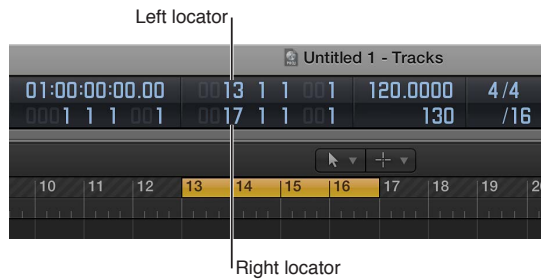 Left locator
Untitled 1 - Tracks
01:00:00:00.00 0013 1 1 001 120.0000 4/4
0001 1 1 001 0017 1 1 001 130 /16
10 11 12 13 14 15 16 17 18 19 2
Right locator